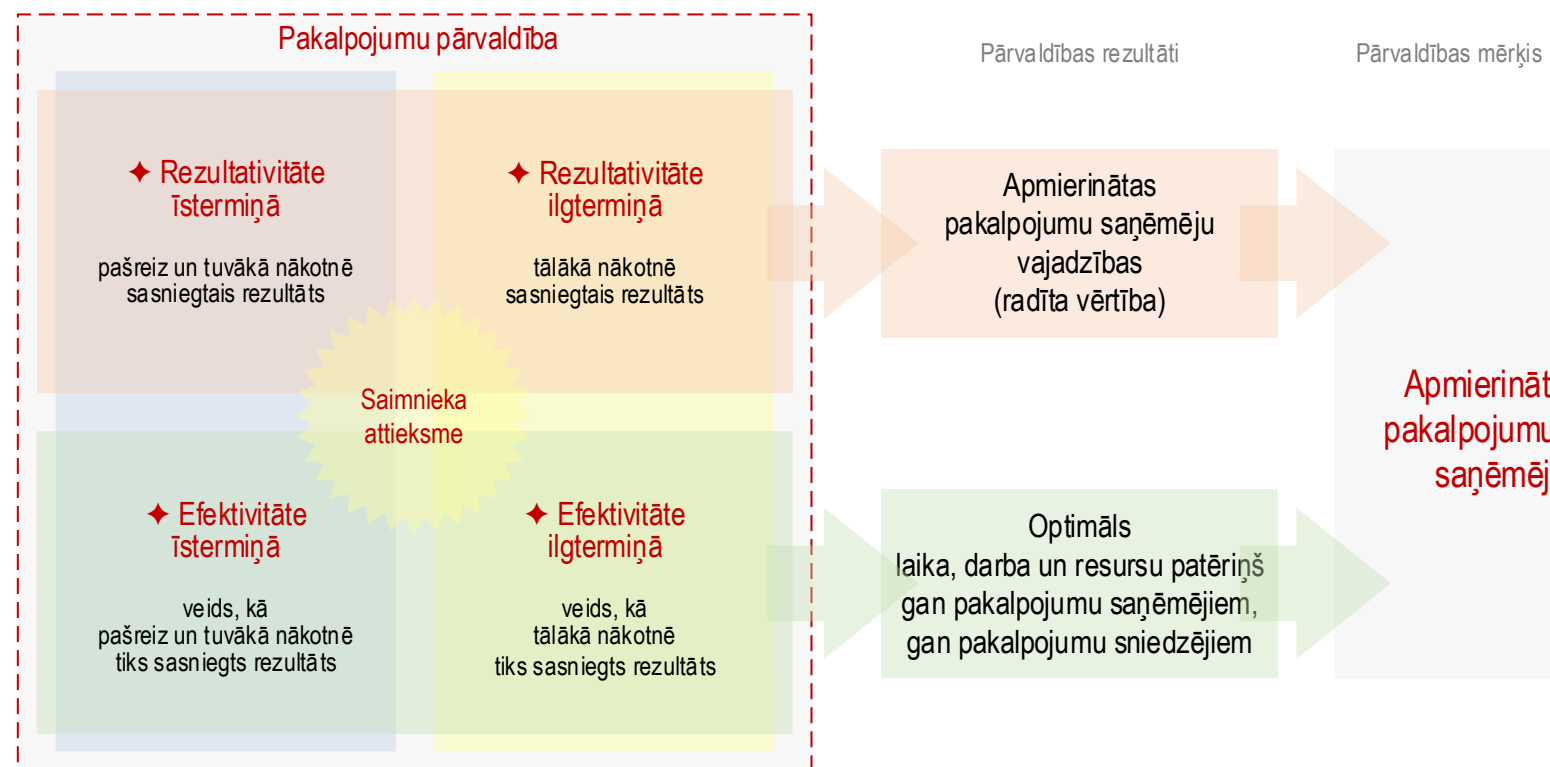 Pakalpojumu pārvaldība
Pārvaldības rezultāti
Pārvaldības mērķis
✦ Rezultativitāte
īstermiņā
pašreiz un tuvākā nākotnē
sasniegtais rezultāts
✦ Rezultativitāte
ilgtermiņā
tālākā nākotnē
sasniegtais rezultāts
Apmierinātas
pakalpojumu saņēmēju
vajadzības
(radīta vērtība)
Saimnieka
attieksme
✦ Efektivitāte
īstermiņā
veids, kā
pašreiz un tuvākā nākotnē
tiks sasniegts rezultāts
✦ Efektivitāte
ilgtermiņā
veids, kā
tālākā nākotnē
tiks sasniegts rezultāts
Optimāls
laika, darba un resursu patēriņš
gan pakalpojumu saņēmējiem,
gan pakalpojumu sniedzējiem
Apmierināt
pakalpojumu
saņēmēj